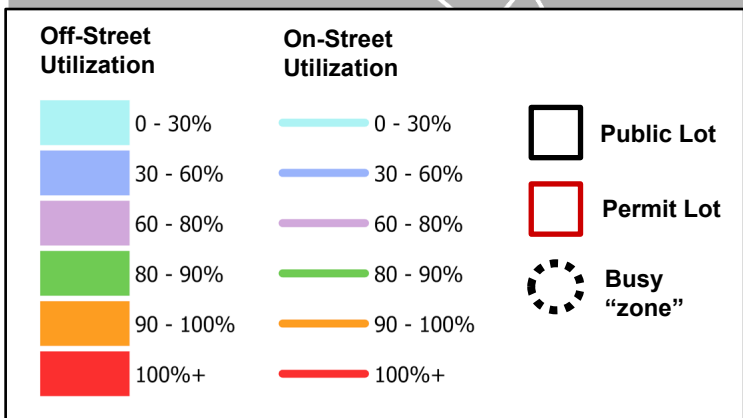 Off-Street
Utilization
0 - 30%
30 - 60%
60 - 80%
80 - 90%
90 - 100%
100%+
On-Street
Utilization
0 - 30%
30 - 60%
60 - 80%
80 - 90%
90 - 100%
100%+
Public Lot
Permit Lot
Busy
“zone”